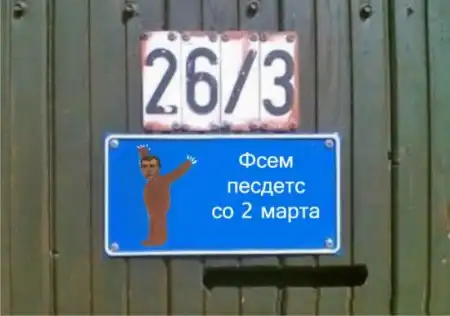 26/3
Фсем
песдетс
со 2 марта